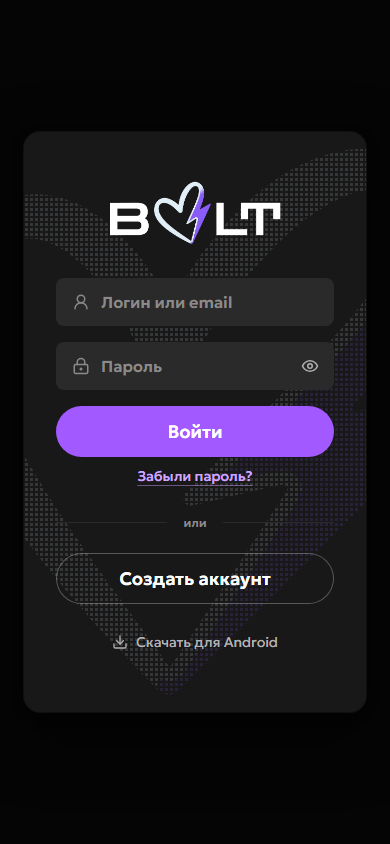 BOLT
Логин или email
Пароль
Войти
Забыли пароль?
или
Создать аккаунт
Скачать для Android